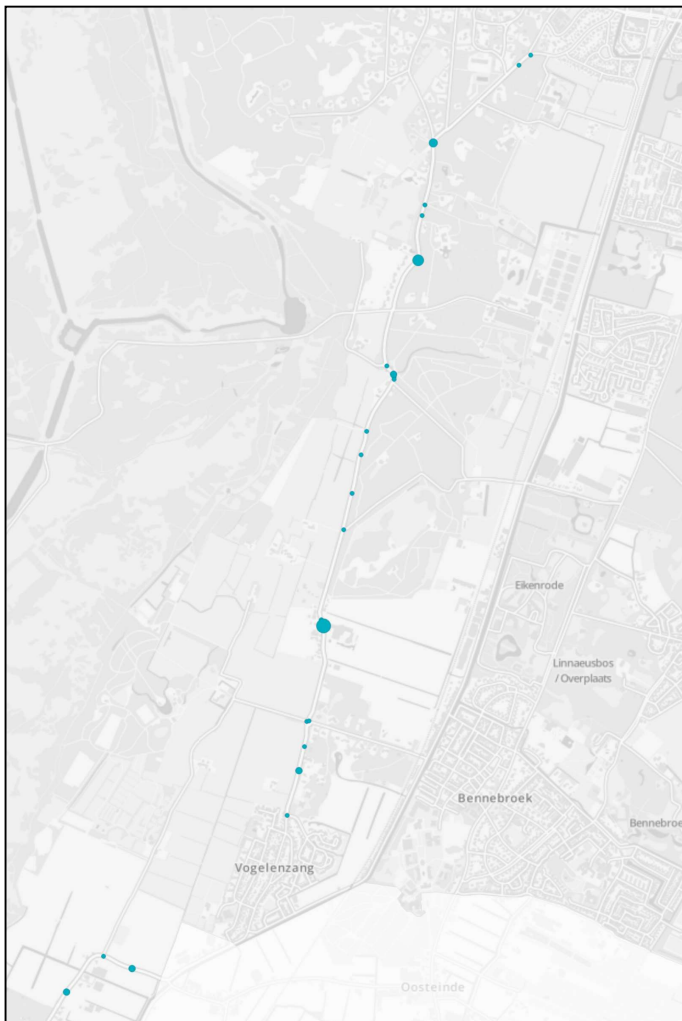 Eikenrode
Linnaeusbos
/ Overplaats
Bennebroek
Bennebroe
Vogelenzang
Oosteinde